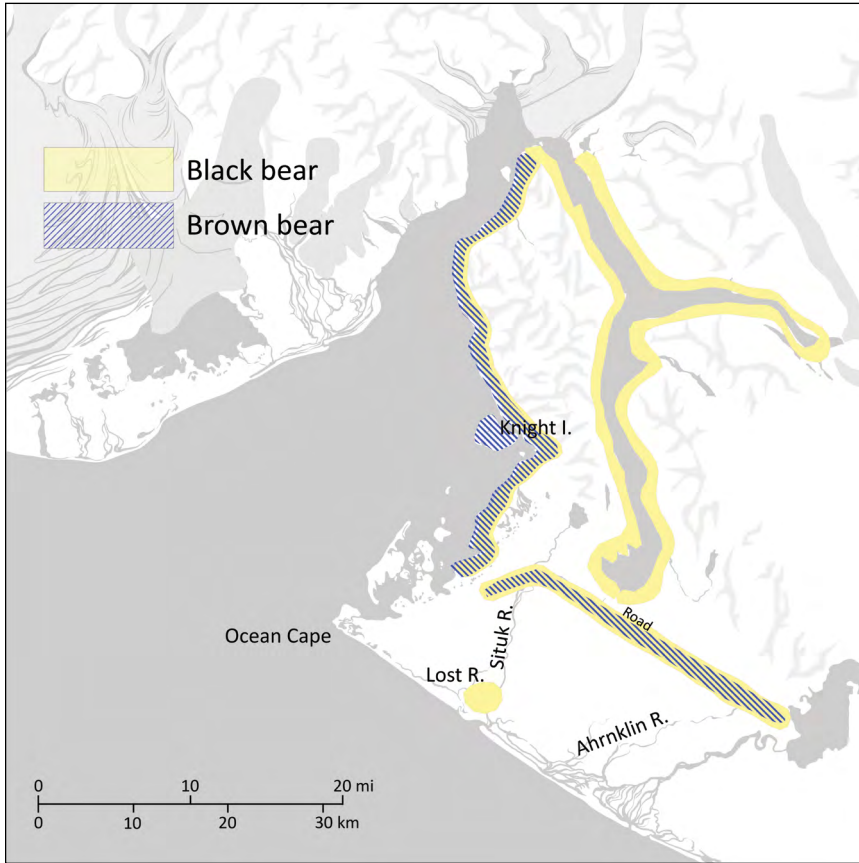 Black bear
Brown bear
Knight I.
Road
Situk R.
Ocean Cape
Lost R.
Ahrnklin R.
0 10 20 mi
0 10 20 30 km